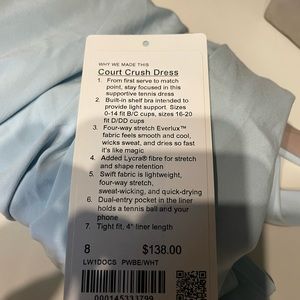 WHY WE MADE THIS
Court Crush Dress
1. From first serve to match
point, stay focused in this
supportive tennis dress
2. Built-in shelf bra intended to
provide light support. Sizes
0-14 fit B/C cups, sizes 16-20
fit D/DD cups
3. Four-way stretch Everlux™
fabric feels smooth and cool,
wicks sweat, and dries so fast
it's like magic
4. Added Lycra® fibre for stretch
and shape retention
5. Swift fabric is lightweight,
four-way stretch,
sweat-wicking, and quick-drying
6. Dual-entry pocket in the liner
holds a tennis ball and your
phone
7. Tight fit, 4" liner length
8 $138.00
LW1DOCS PWBE/WHT
000145333799